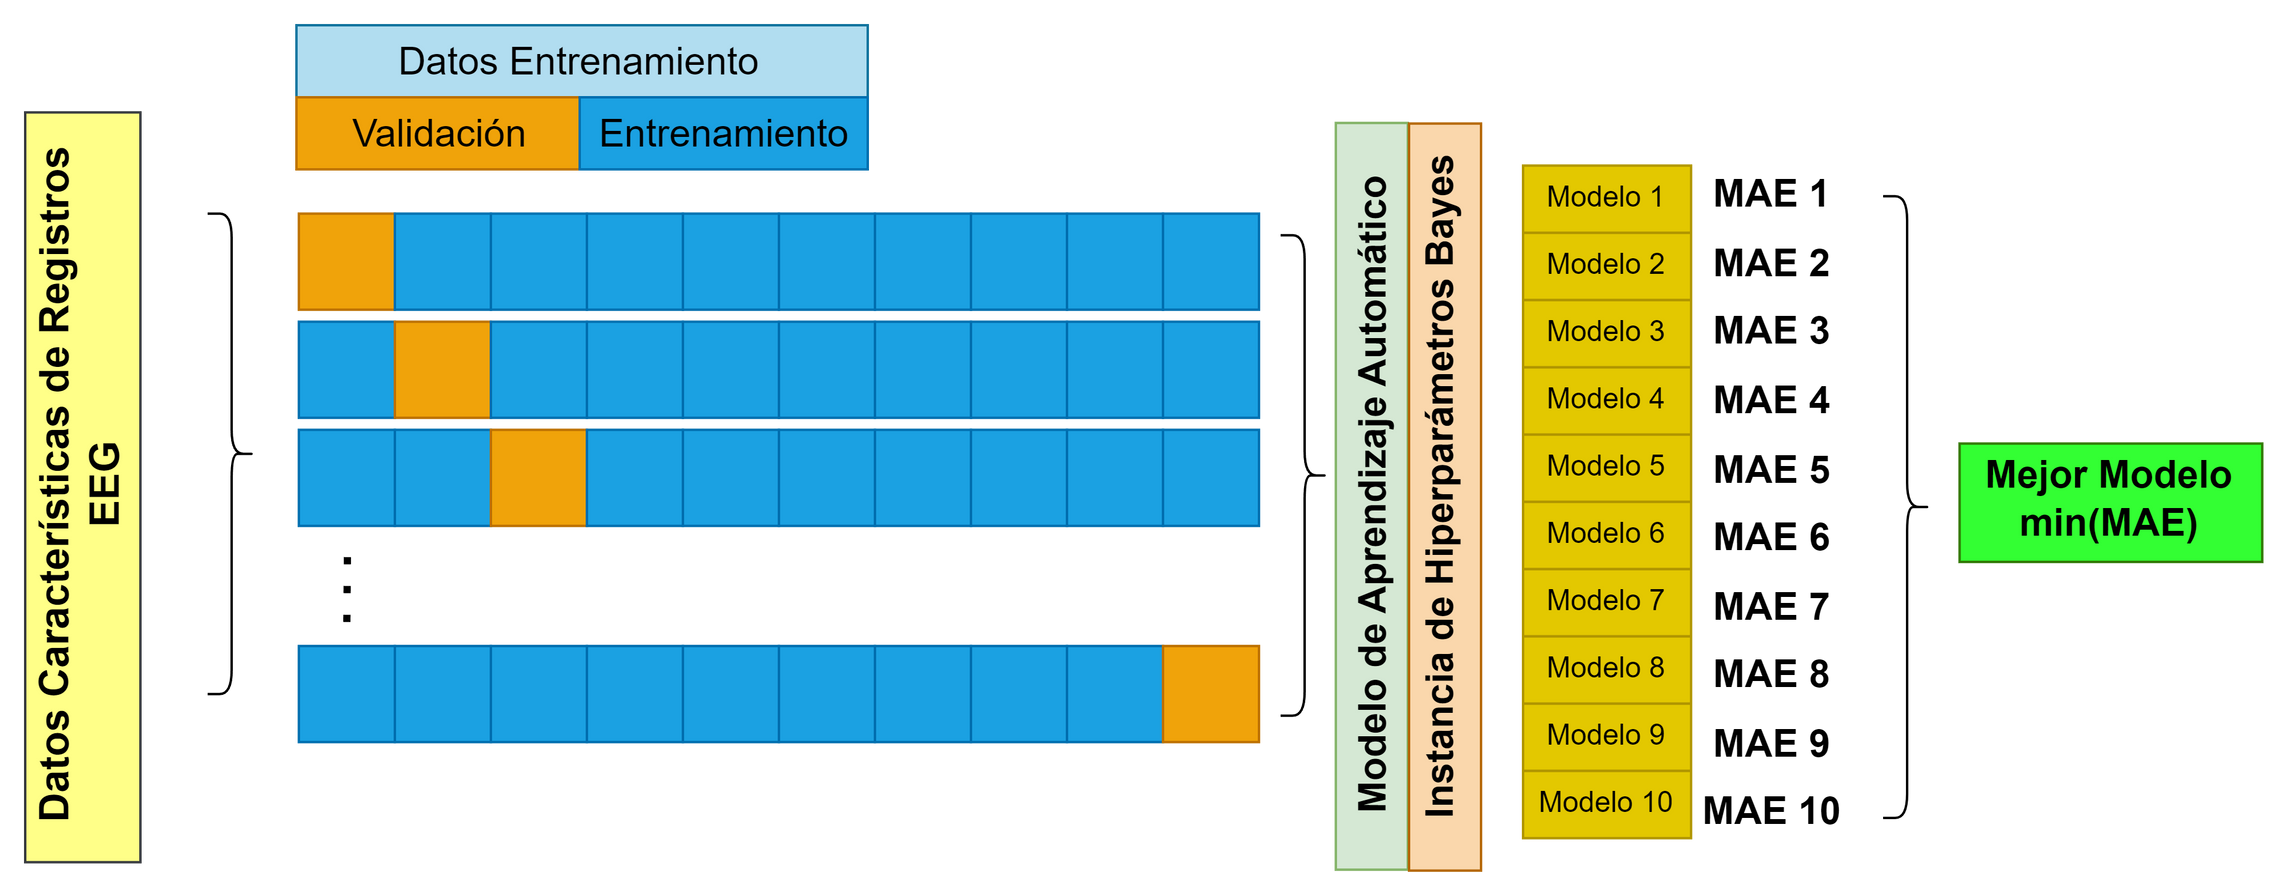 Datos Entrenamiento
Validación
Entrenamiento
Datos Características de Registros
EEG
Modelo de Aprendizaje Automático
Instancia de Hiperparámetros Bayes
Modelo 1
MAE 1
Modelo 2
MAE 2
Modelo 3
MAE 3
Modelo 4
MAE 4
Modelo 5
MAE 5
Modelo 6
MAE 6
Modelo 7
MAE 7
Modelo 8
MAE 8
Modelo 9
MAE 9
Modelo 10
MAE 10
Mejor Modelo
min(MAE)